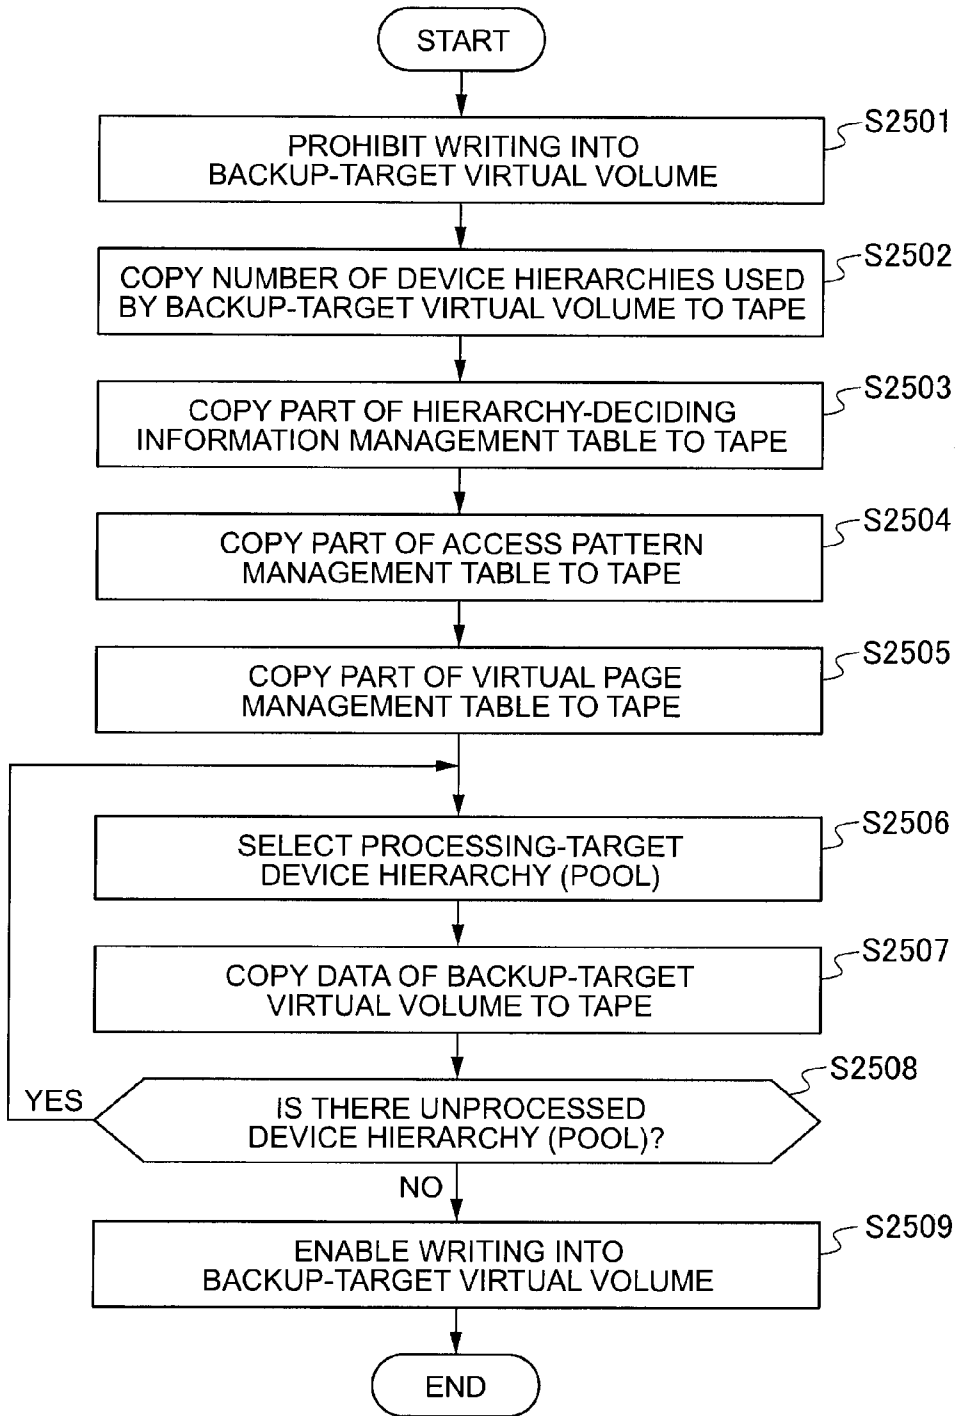 START
PROHIBIT WRITING INTO
BACKUP-TARGET VIRTUAL VOLUME
S2501
COPY NUMBER OF DEVICE HIERARCHIES USED
BY BACKUP-TARGET VIRTUAL VOLUME TO TAPE
S2502
COPY PART OF HIERARCHY-DECIDING
INFORMATION MANAGEMENT TABLE TO TAPE
S2503
COPY PART OF ACCESS PATTERN
MANAGEMENT TABLE TO TAPE
S2504
COPY PART OF VIRTUAL PAGE
MANAGEMENT TABLE TO TAPE
S2505
SELECT PROCESSING-TARGET
DEVICE HIERARCHY (POOL)
S2506
COPY DATA OF BACKUP-TARGET
VIRTUAL VOLUME TO TAPE
S2507
IS THERE UNPROCESSED
DEVICE HIERARCHY (POOL)?
S2508
YES
NO
ENABLE WRITING INTO
BACKUP-TARGET VIRTUAL VOLUME
S2509
END